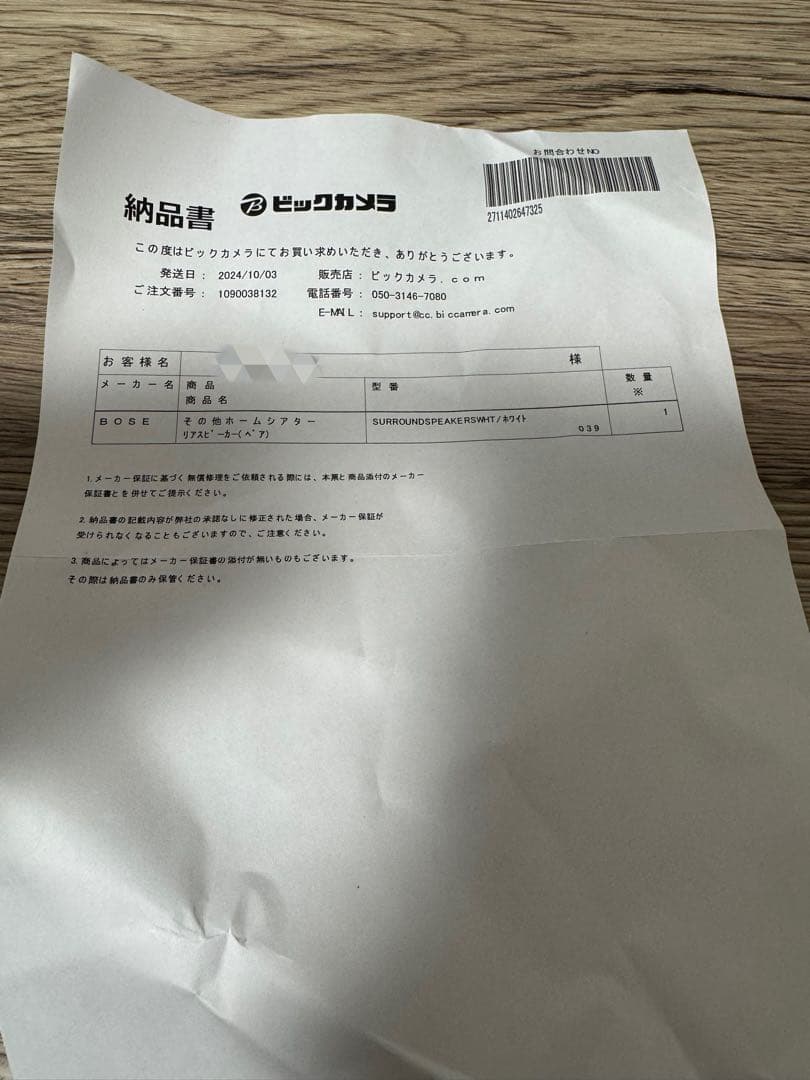 お問合わせNO
2711402647325
納品書 ビックカメラ
この度はビックカメラにてお買い求めいただき、ありがとうございます。
発送日： 2024/10/03 販売店： ビックカメラ．ｃｏｍ
ご注文番号： 1090038132 電話番号： 050-3146-7080
E-MAIL： support@cc.biccamera.com
お客様名 様
メーカー名 商品 型番 数量
商品名 ※
ＢＯＳＥ その他ホームシアター SURROUNDSPEAKERSWHT/ﾎﾜｲﾄ 1
ﾘｱｽﾋﾟｰｶｰ(ﾍﾟｱ) 039
1.メーカー保証に基づく無償修理をご依頼される際には、本票と商品添付のメーカー
保証書とを併せてご提示ください。
2.納品書の記載内容が弊社の承諾なしに修正された場合、メーカー保証が
受けられなくなることもございますので、ご注意ください。
3.商品によってはメーカー保証書の添付が無いものもございます。
その際は納品書のみ保管ください。